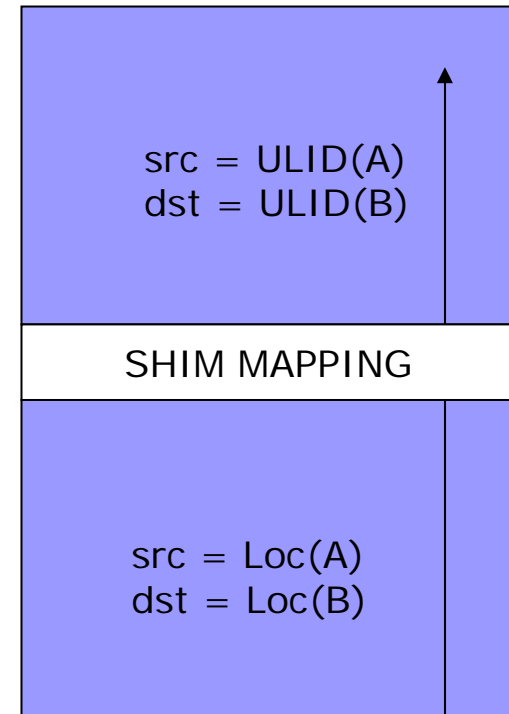 src = ULID(A)
dst = ULID(B)
SHIM MAPPING
src = Loc(A)
dst = Loc(B)